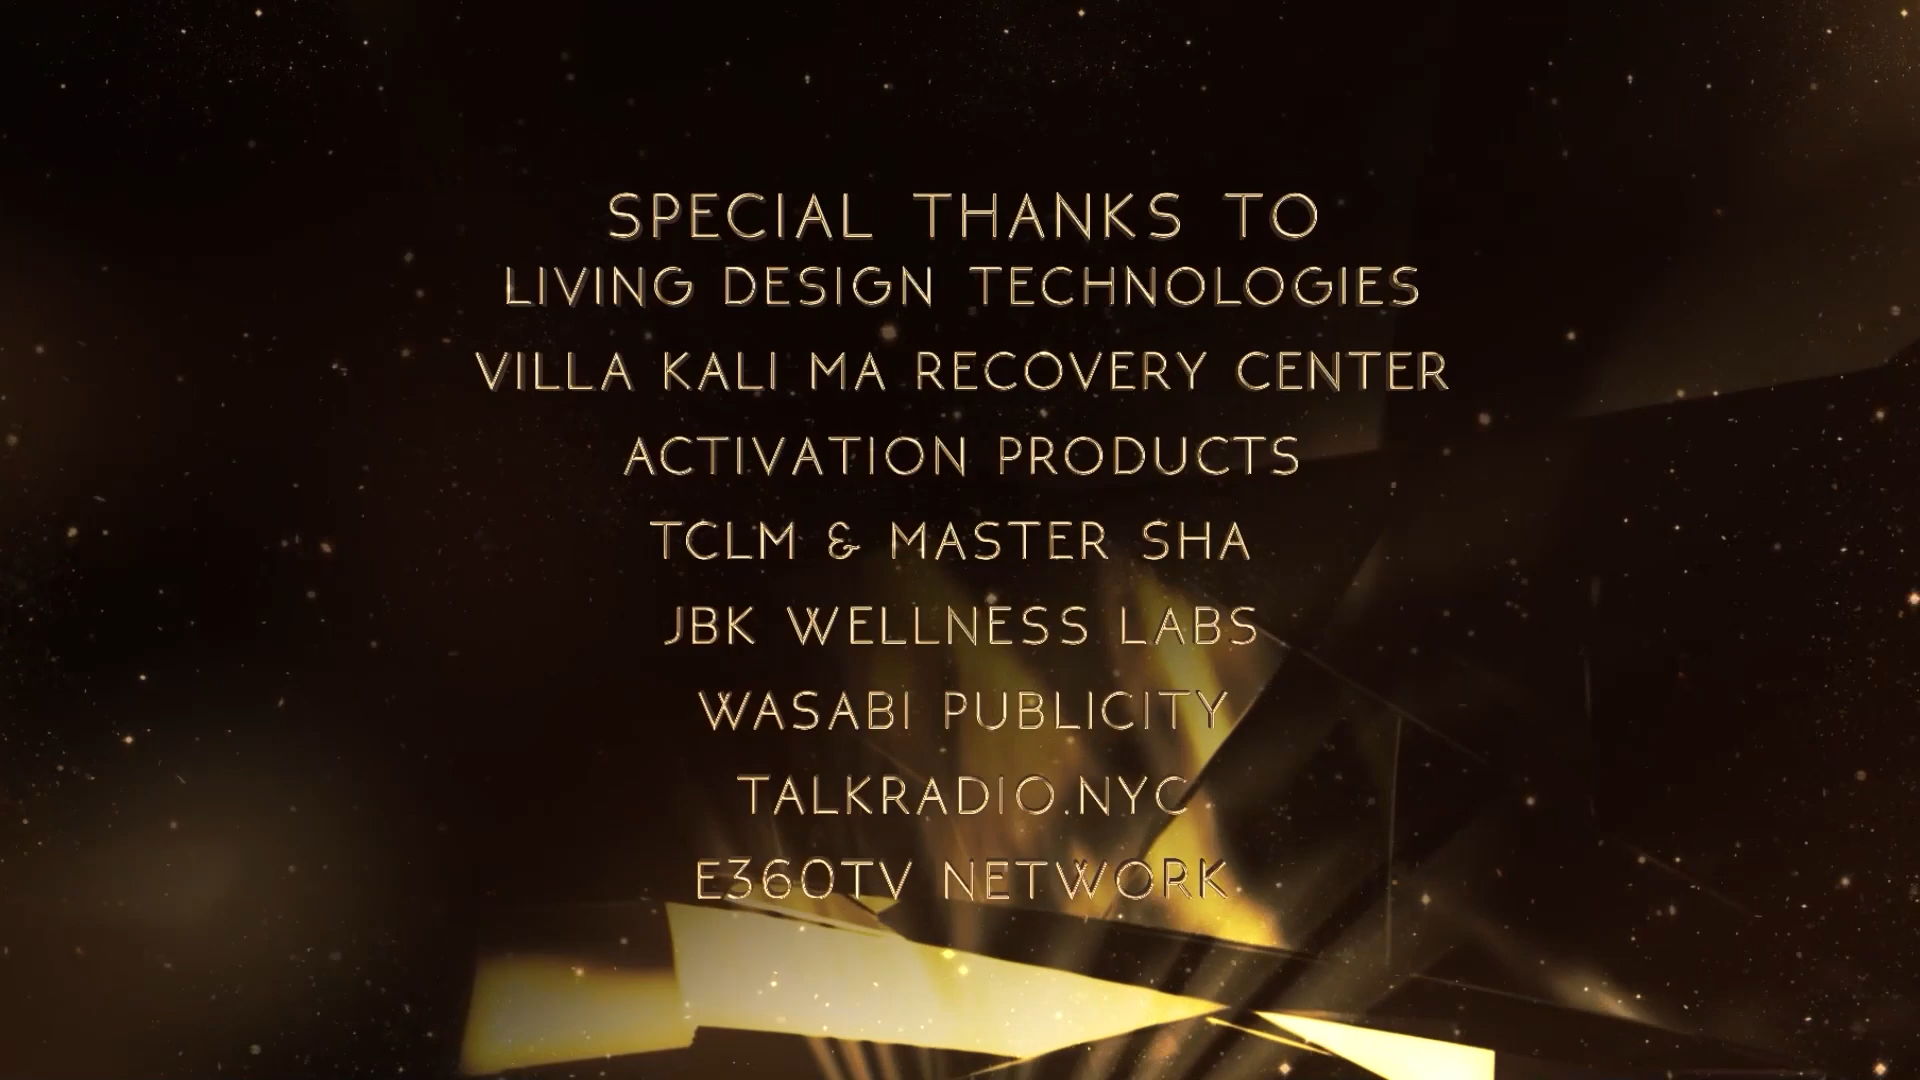 SPECIAL THANKS TO
LIVING DESIGN TECHNOLOGIES
VILLA KALI MA RECOVERY CENTER
ACTIVATION PRODUCTS
TCLM & MASTER SHA
JBK WELLNESS LABS
WASABI PUBLICITY
TALKRADIO.NYC
E360TV NETWORK